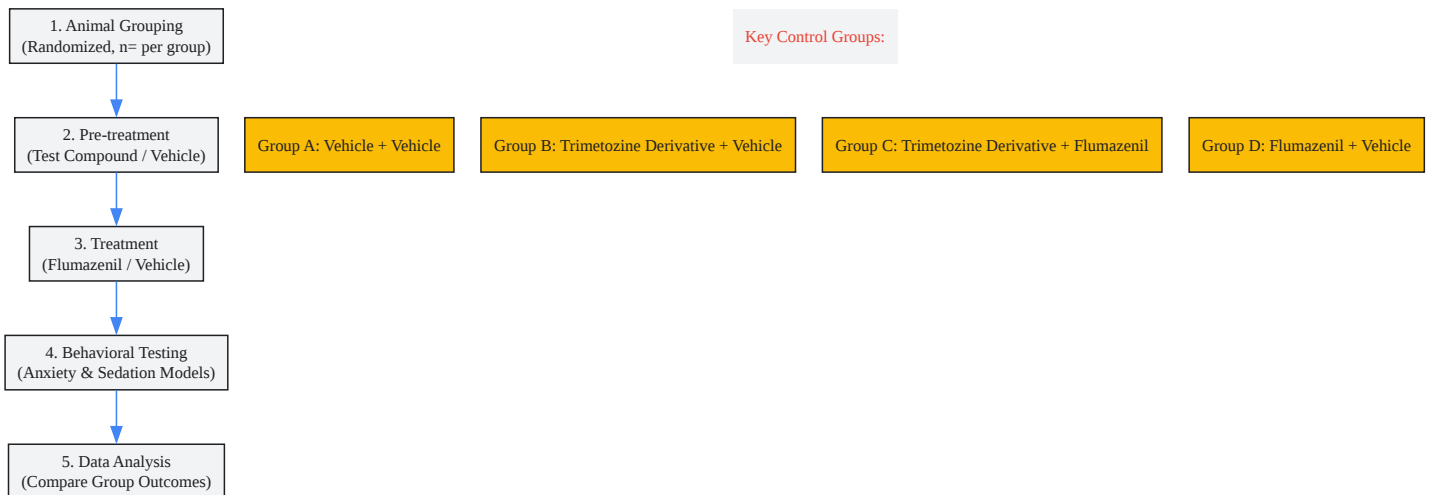 1. Animal Grouping
(Randomized, n= per group)
Key Control Groups:
2. Pre-treatment
(Test Compound / Vehicle)
Group A: Vehicle + Vehicle
Group B: Trimetozine Derivative + Vehicle
Group C: Trimetozine Derivative + Flumazenil
Group D: Flumazenil + Vehicle
3. Treatment
(Flumazenil / Vehicle)
4. Behavioral Testing
(Anxiety & Sedation Models)
5. Data Analysis
(Compare Group Outcomes)